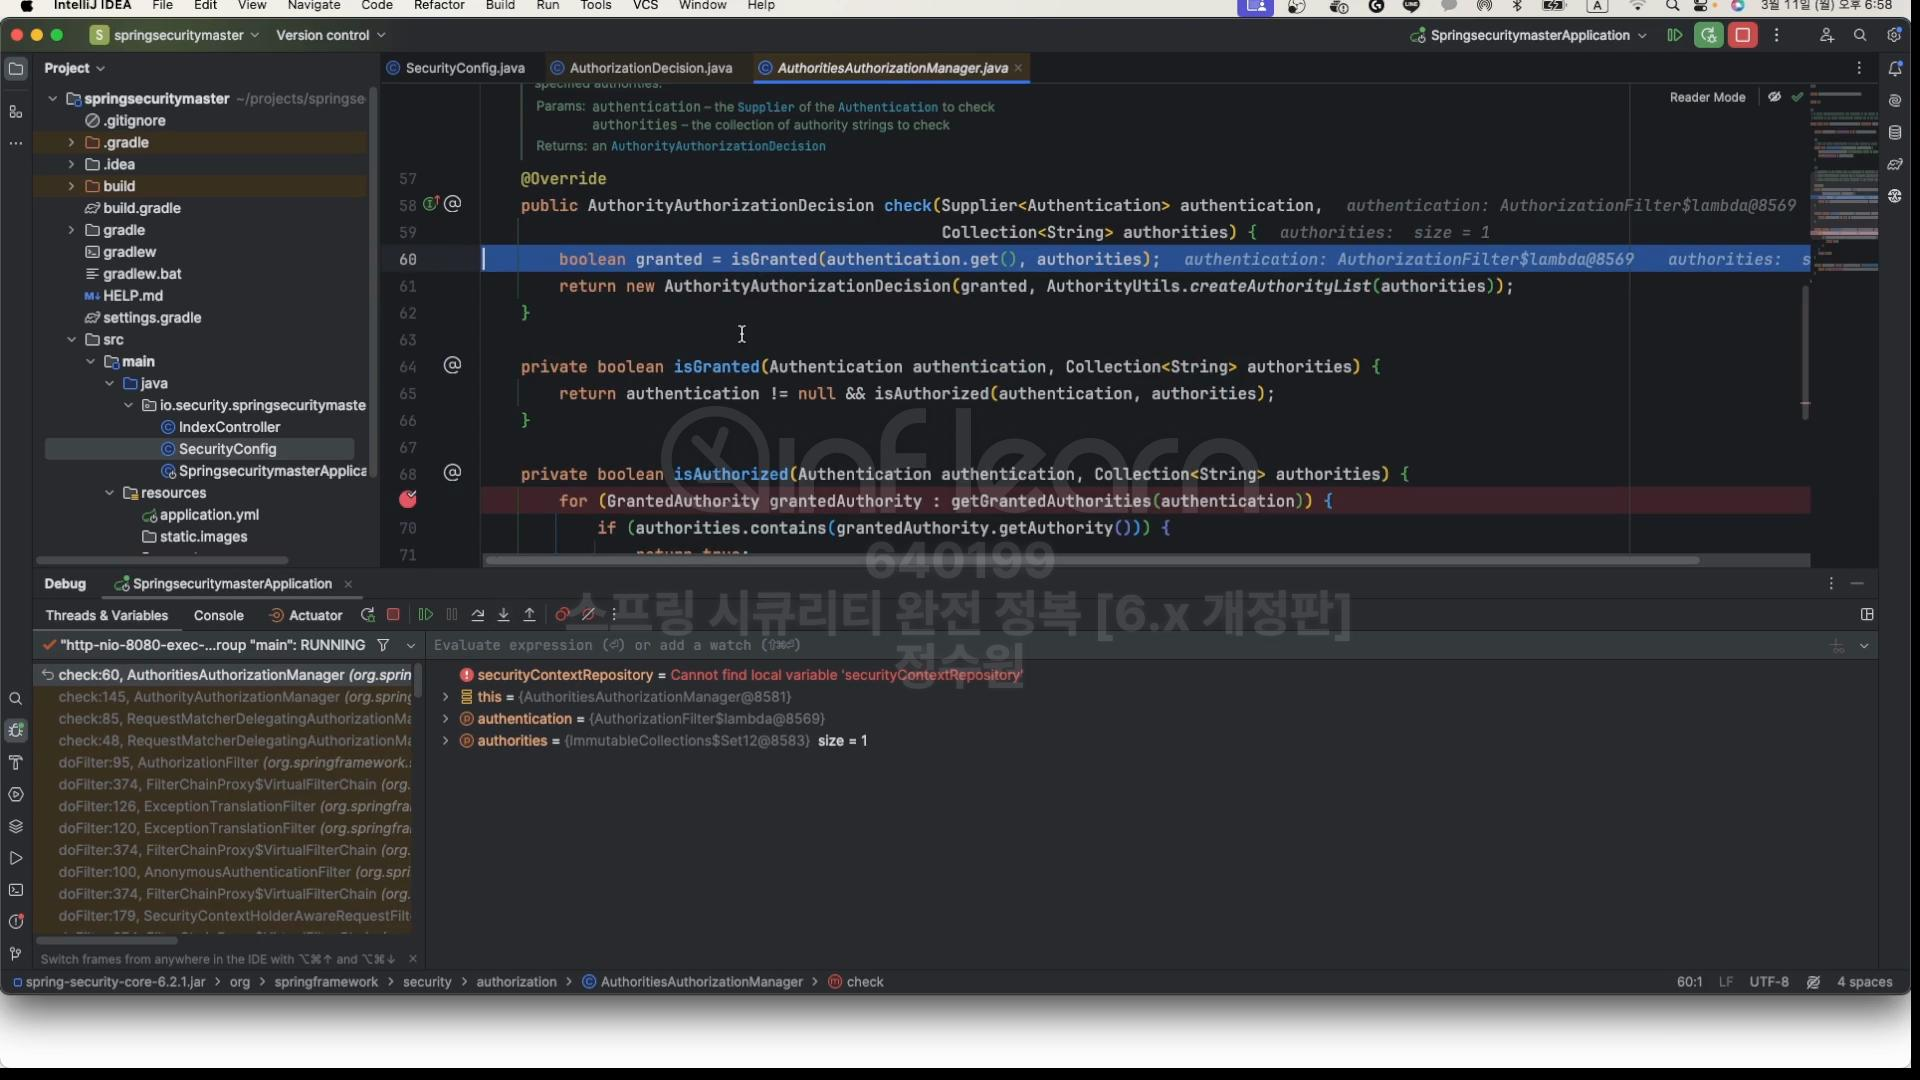 IntelliJ IDEA File Edit View Navigate Code Refactor Build Run Tools VCS Window Help
A 3월 11일 (월) 오후 6:58
S springsecuritymaster Version control SpringsecuritymasterApplication
Project
SecurityConfig.java AuthorizationDecision.java AuthoritiesAuthorizationManager.java
Reader Mode
springsecuritymaster ~/projects/springse
.gitignore
.gradle
.idea
build
build.gradle
gradle
gradlew
gradlew.bat
M↓ HELP.md
settings.gradle
src
main
java
io.security.springsecuritymaste
IndexController
SecurityConfig
SpringsecuritymasterApplica
resources
application.yml
static.images
specified authorities.
Params: authentication – the Supplier of the Authentication to check
authorities – the collection of authority strings to check
Returns: an AuthorityAuthorizationDecision
57 @Override
58 public AuthorityAuthorizationDecision check(Supplier<Authentication> authentication, authentication: AuthorizationFilter$lambda@8569
59 Collection<String> authorities) { authorities: size = 1
60 boolean granted = isGranted(authentication.get(), authorities); authentication: AuthorizationFilter$lambda@8569 authorities: s
61 return new AuthorityAuthorizationDecision(granted, AuthorityUtils.createAuthorityList(authorities));
62 }
63
64 private boolean isGranted(Authentication authentication, Collection<String> authorities) {
65 return authentication != null && isAuthorized(authentication, authorities);
66 }
67
68 private boolean isAuthorized(Authentication authentication, Collection<String> authorities) {
for (GrantedAuthority grantedAuthority : getGrantedAuthorities(authentication)) {
70 if (authorities.contains(grantedAuthority.getAuthority())) {
71 return true;
inflearn
640199
스프링 시큐리티 완전 정복 [6.x 개정판]
정수원
Debug SpringsecuritymasterApplication
Threads & Variables Console Actuator
"http-nio-8080-exec-...roup "main": RUNNING
Evaluate expression (⏎) or add a watch (⇧⌘⏎)
check:60, AuthoritiesAuthorizationManager (org.sprin
check:145, AuthorityAuthorizationManager (org.spring
check:85, RequestMatcherDelegatingAuthorizationMa
check:48, RequestMatcherDelegatingAuthorizationMa
doFilter:95, AuthorizationFilter (org.springframework.
doFilter:374, FilterChainProxy$VirtualFilterChain (org.
doFilter:126, ExceptionTranslationFilter (org.springfra
doFilter:120, ExceptionTranslationFilter (org.springfra
doFilter:374, FilterChainProxy$VirtualFilterChain (org.
doFilter:100, AnonymousAuthenticationFilter (org.spri
doFilter:374, FilterChainProxy$VirtualFilterChain (org.
doFilter:179, SecurityContextHolderAwareRequestFilt
securityContextRepository = Cannot find local variable 'securityContextRepository'
this = {AuthoritiesAuthorizationManager@8581}
authentication = {AuthorizationFilter$lambda@8569}
authorities = {ImmutableCollections$Set12@8583} size = 1
Switch frames from anywhere in the IDE with ⌥⌘↑ and ⌥⌘↓
spring-security-core-6.2.1.jar > org > springframework > security > authorization > AuthoritiesAuthorizationManager > check
60:1 LF UTF-8 4 spaces